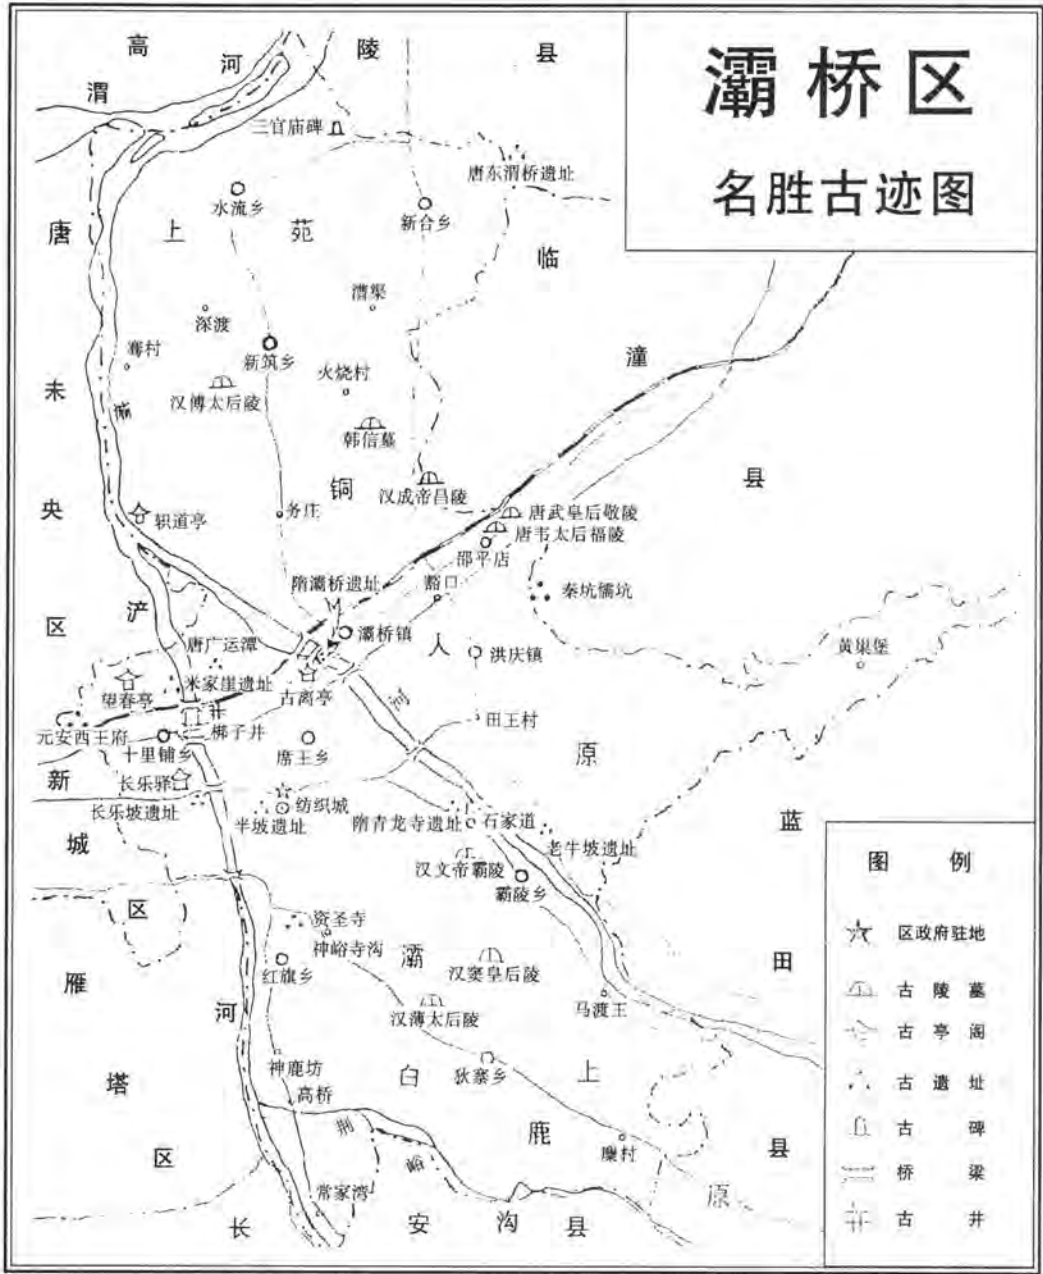 灞桥区
名胜古迹图
高 陵 县
渭 河
三官庙碑
唐东渭桥遗址
水流乡
新合乡
唐 上 苑
临
漕渠
深渡
骞村
新筑乡
火烧村
潼
未
汉博太后陵
灞
韩信墓
县
铜
汉成帝昌陵
央
轵道亭
务庄
唐武皇后敬陵
唐韦太后福陵
邵平店
隋灞桥遗址
豁口
秦坑儒坑
浐
区
灞桥镇
人
洪庆镇
黄巢堡
唐广运潭
米家崖遗址
望春亭
古离亭
河
田王村
元安西王府
梆子井
十里铺乡
席王乡
原
新
长乐驿
长乐坡遗址
纺织城
半坡遗址
隋青龙寺遗址
石家道
老牛坡遗址
蓝
城
汉文帝霸陵
霸陵乡
区
资圣寺
神峪寺沟
灞
汉窦皇后陵
田
雁
红旗乡
河
汉薄太后陵
马渡王
塔
神鹿坊
白
狄寨乡
上
高桥
荆
鹿
县
区
峪
麋村
常家湾
原
长 安 沟 县
图 例
区政府驻地
古陵墓
古亭阁
古遗址
古碑
桥梁
古井